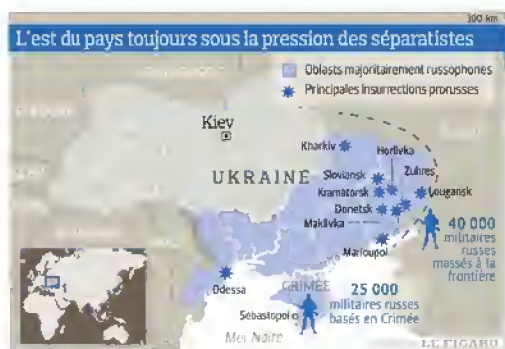 300 km
L'est du pays toujours sous la pression des séparatistes
Oblasts majoritairement russophones
Principales insurrections prorusses
Kiev
Kharkiv
Horlivka
Zuhres
UKRAINE
Sloviansk
Kramatorsk
Lougansk
Donetsk
Makiivka
Marioupol
40 000
militaires
russes
massés à la
frontière
Odessa
CRIMÉE
25 000
militaires russes
basés en Crimée
Sébastopol
Mer Noire
LE FIGARO